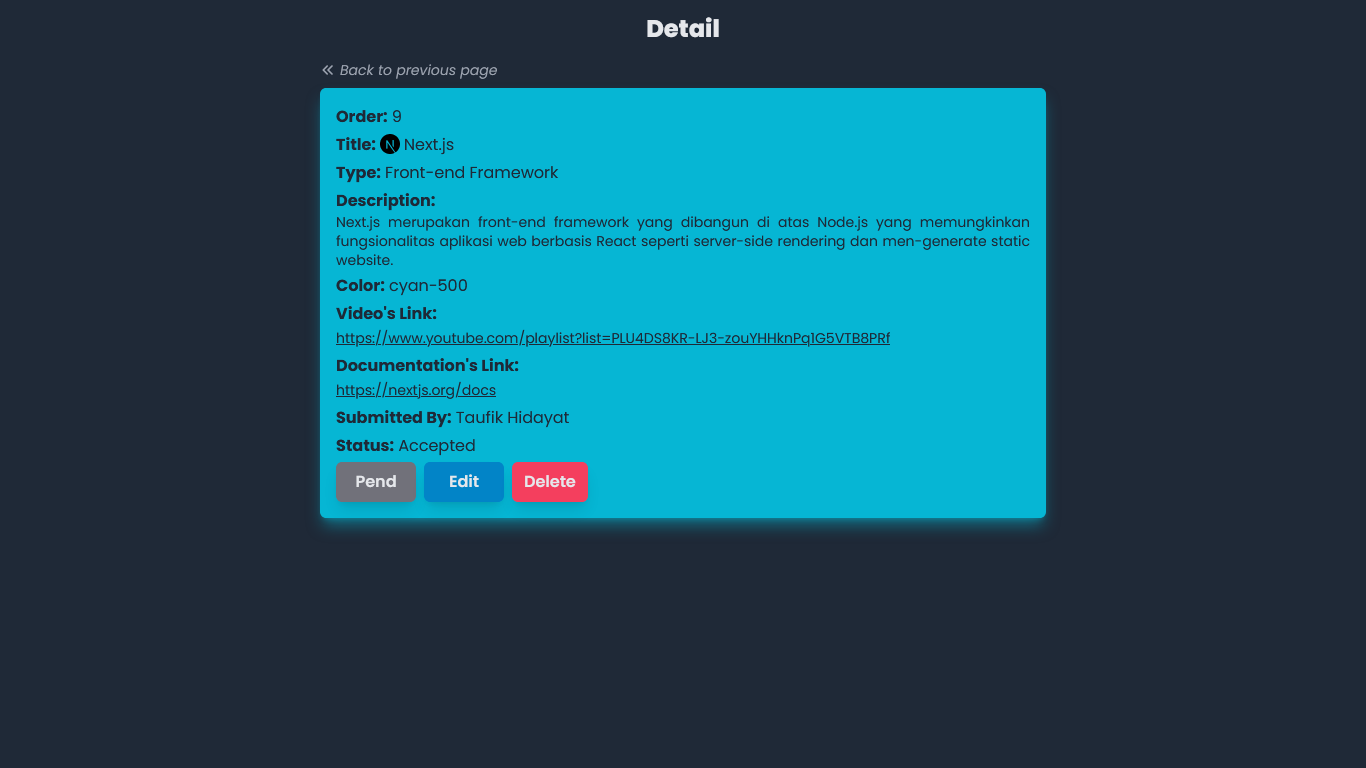 Detail
Back to previous page
Order: 9
Title: N Next.js
Type: Front-end Framework
Description:
Next.js merupakan front-end framework yang dibangun di atas Node.js yang memungkinkan
fungsionalitas aplikasi web berbasis React seperti server-side rendering dan men-generate static
website.
Color: cyan-500
Video's Link:
https://www.youtube.com/playlist?list=PLU4DS8KR-LJ3-zouYHHknPq1G5VTB8PRf
Documentation's Link:
https://nextjs.org/docs
Submitted By: Taufik Hidayat
Status: Accepted
Pend Edit Delete